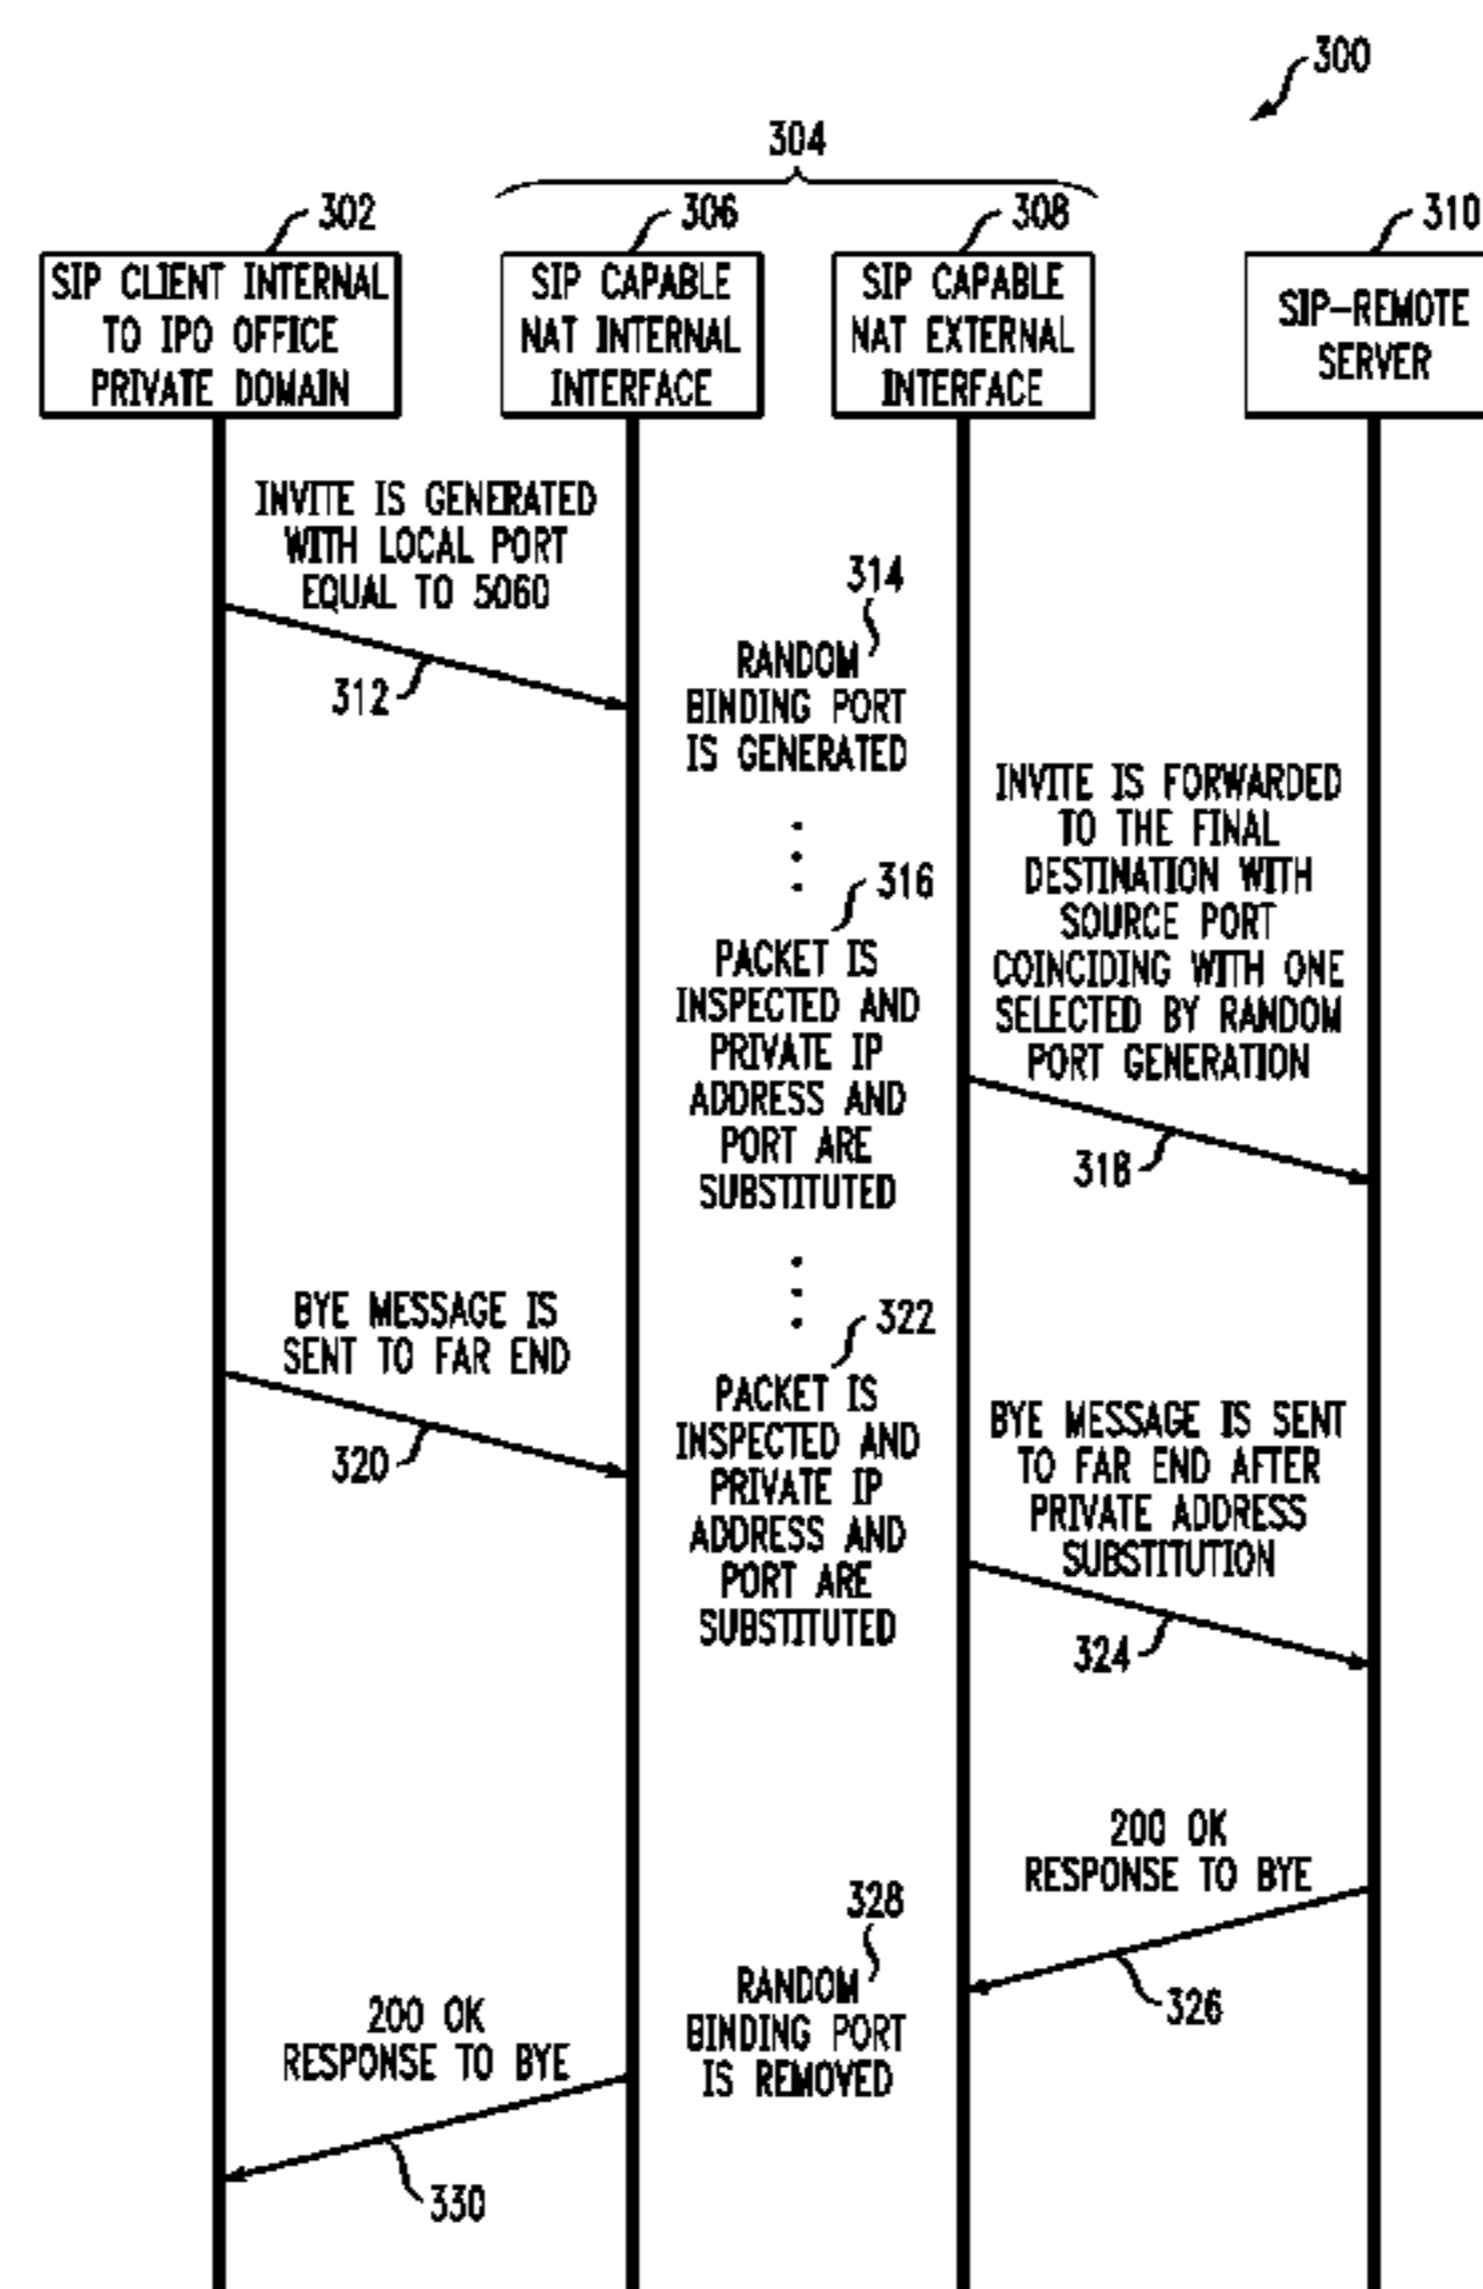 300
304
302
306
308
310
SIP CLIENT INTERNAL
TO IPO OFFICE
PRIVATE DOMAIN
SIP CAPABLE
NAT INTERNAL
INTERFACE
SIP CAPABLE
NAT EXTERNAL
INTERFACE
SIP-REMOTE
SERVER
INVITE IS GENERATED
WITH LOCAL PORT
EQUAL TO 5060
312
314
RANDOM
BINDING PORT
IS GENERATED
316
PACKET IS
INSPECTED AND
PRIVATE IP
ADDRESS AND
PORT ARE
SUBSTITUTED
INVITE IS FORWARDED
TO THE FINAL
DESTINATION WITH
SOURCE PORT
COINCIDING WITH ONE
SELECTED BY RANDOM
PORT GENERATION
318
BYE MESSAGE IS
SENT TO FAR END
320
322
PACKET IS
INSPECTED AND
PRIVATE IP
ADDRESS AND
PORT ARE
SUBSTITUTED
BYE MESSAGE IS SENT
TO FAR END AFTER
PRIVATE ADDRESS
SUBSTITUTION
324
200 OK
RESPONSE TO BYE
326
328
RANDOM
BINDING PORT
IS REMOVED
200 OK
RESPONSE TO BYE
330